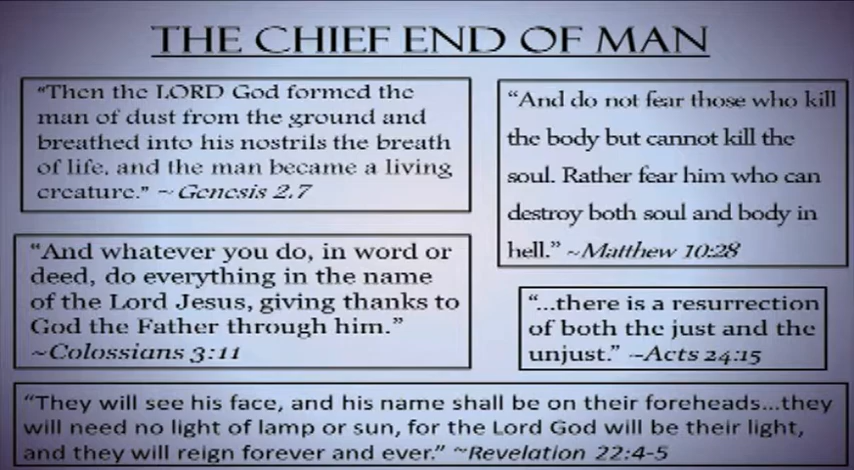 THE CHIEF END OF MAN
"Then the LORD God formed the
man of dust from the ground and
breathed into his nostrils the breath
of life, and the man became a living
creature." ~Genesis 2.7
"And do not fear those who kill
the body but cannot kill the
soul. Rather fear him who can
destroy both soul and body in
hell." ~Matthew 10:28
"And whatever you do, in word or
deed, do everything in the name
of the Lord Jesus, giving thanks to
God the Father through him."
~Colossians 3:11
"...there is a resurrection
of both the just and the
unjust." ~Acts 24:15
"They will see his face, and his name shall be on their foreheads...they
will need no light of lamp or sun, for the Lord God will be their light,
and they will reign forever and ever." ~Revelation 22:4-5